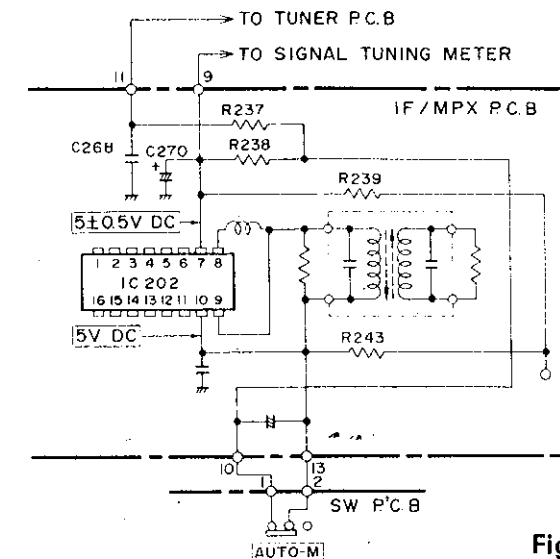 TO TUNER P.C.B
TO SIGNAL TUNING METER
11 9
IF/MPX P.C.B
R237
C268 C270 R238
+
R239
5±0.5V DC
1 2 3 4 5 6 7 8
IC 202
16 15 14 13 12 11 10 9
5V DC
R243
10 13
1 2
SW P.C.B
AUTO-M
Fig